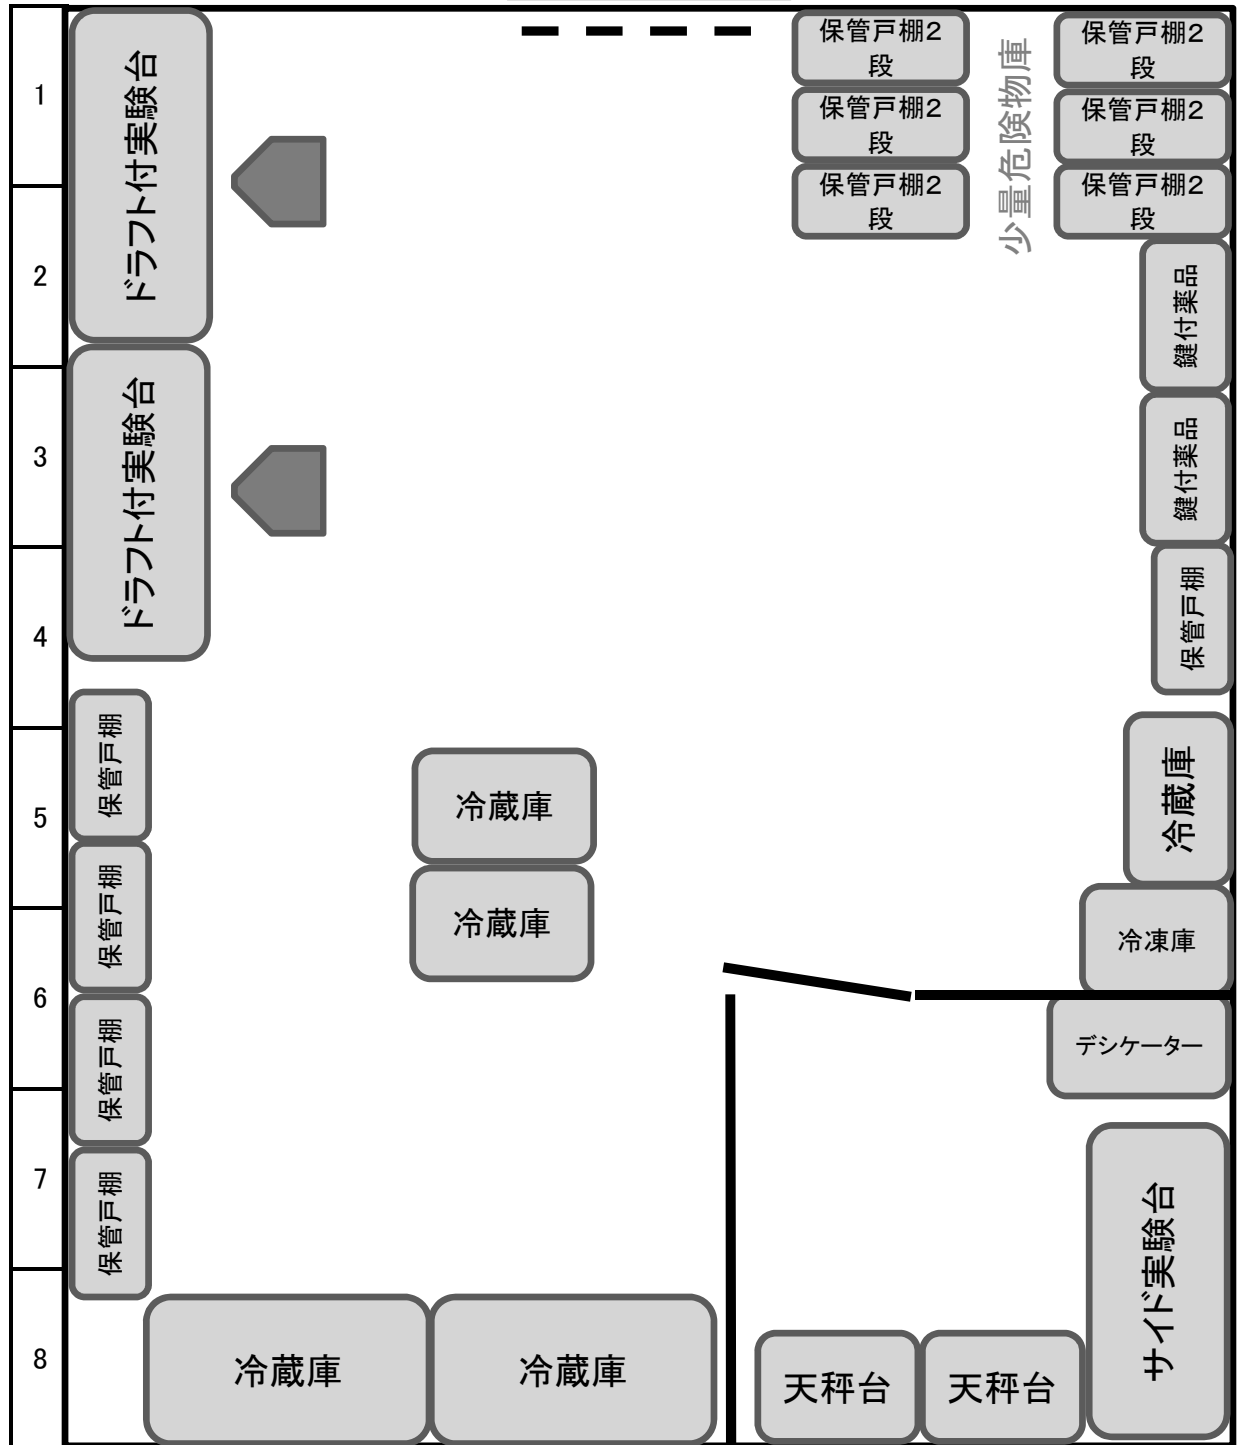 1
2
3
4
5
6
7
8
ドラフト付実験台
ドラフト付実験台
保管戸棚2
段
保管戸棚2
段
保管戸棚2
段
少量危険物庫
保管戸棚2
段
保管戸棚2
段
保管戸棚2
段
鍵付薬品
鍵付薬品
保管戸棚
保管戸棚
保管戸棚
保管戸棚
保管戸棚
冷蔵庫
冷蔵庫
冷蔵庫
冷凍庫
デシケーター
サイド実験台
冷蔵庫
冷蔵庫
天秤台
天秤台